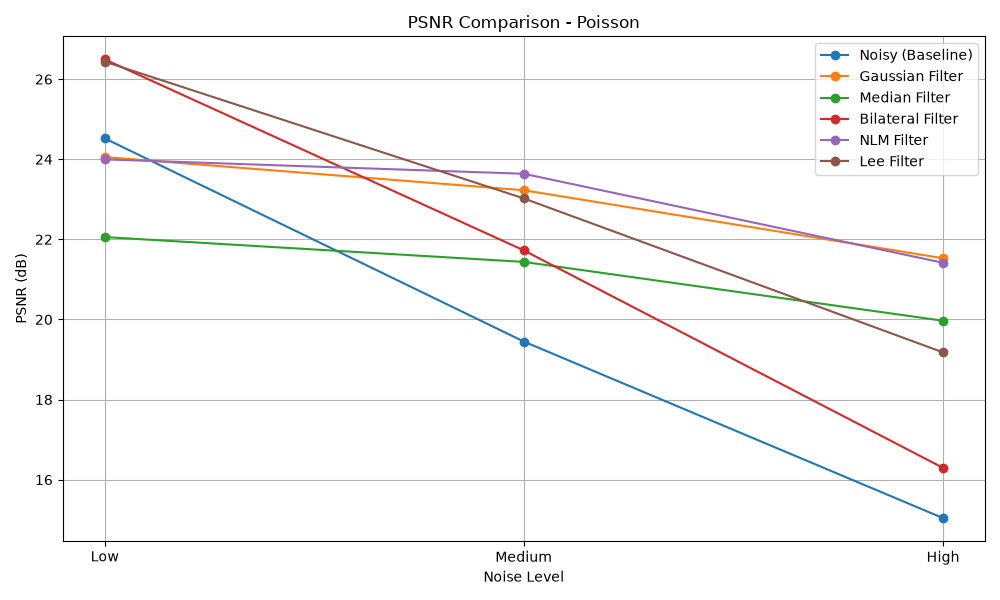 PSNR Comparison - Poisson
Noisy (Baseline)
Gaussian Filter
Median Filter
Bilateral Filter
NLM Filter
Lee Filter
PSNR (dB)
26
24
22
20
18
16
Low
Medium
High
Noise Level